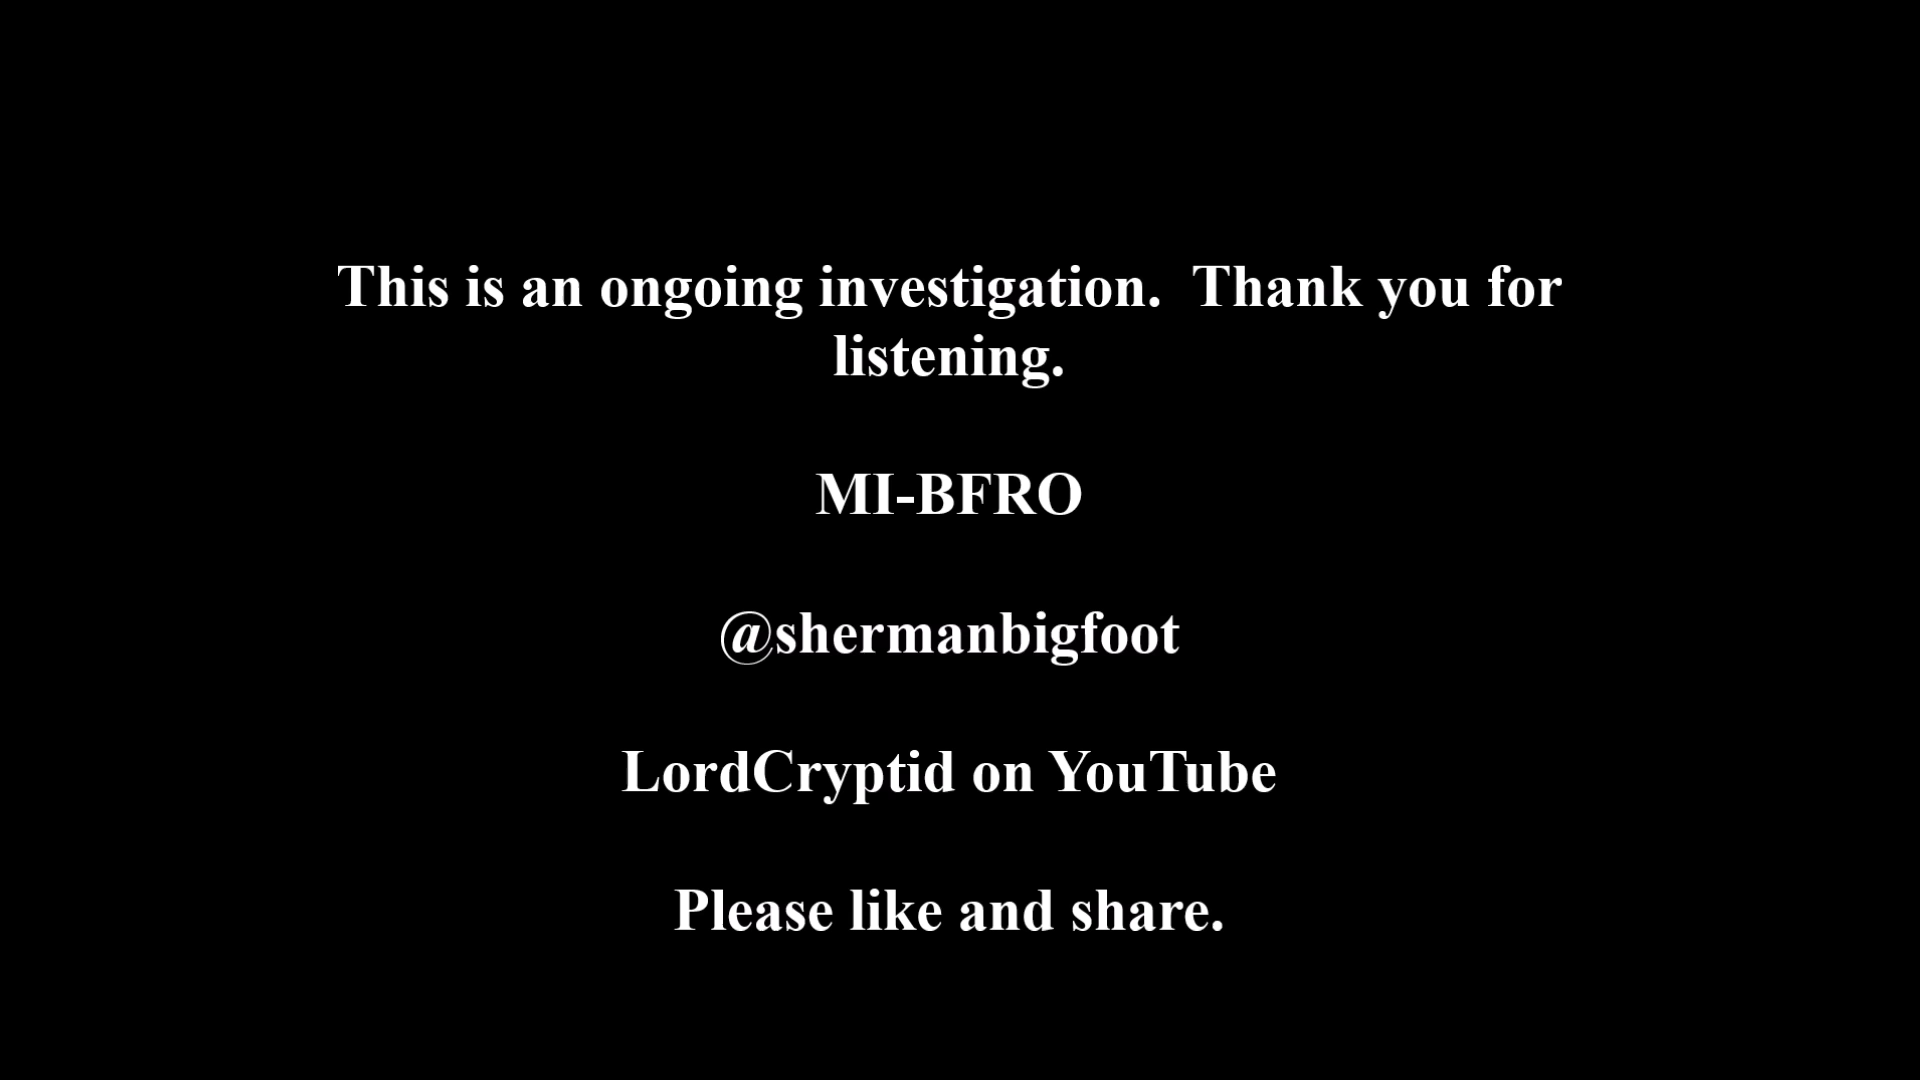 This is an ongoing investigation.  Thank you for
listening.
MI-BFRO
@shermanbigfoot
LordCryptid on YouTube
Please like and share.